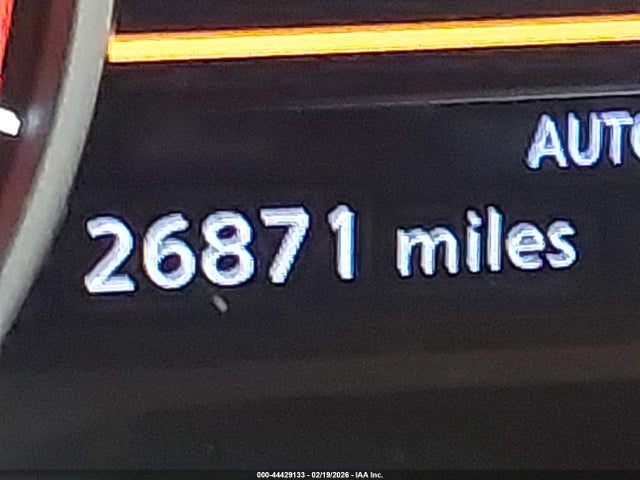 AUTO
26871 miles
000-44429133 - 02/19/2026 - IAA Inc.